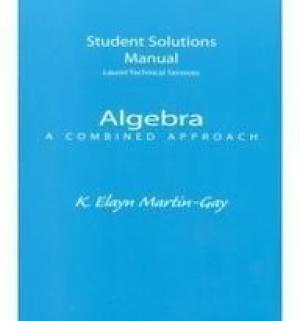 Student Solutions
Manual
Laurel Technical Services
Algebra
A COMBINED APPROACH
K. Elayn Martin-Gay